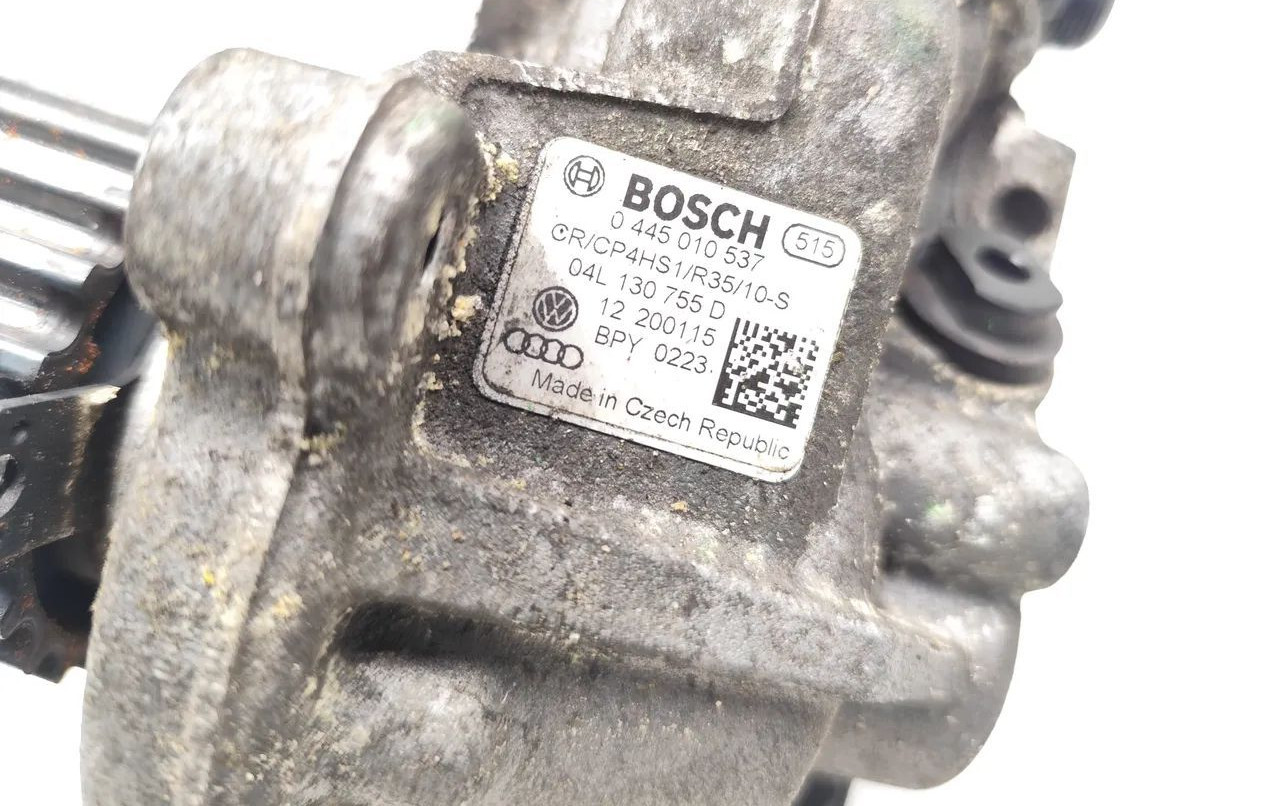 BOSCH 515
0 445 010 537
CR/CP4HS1/R35/10-S
04L 130 755 D
12 200115
BPY 0223
Made in Czech Republic